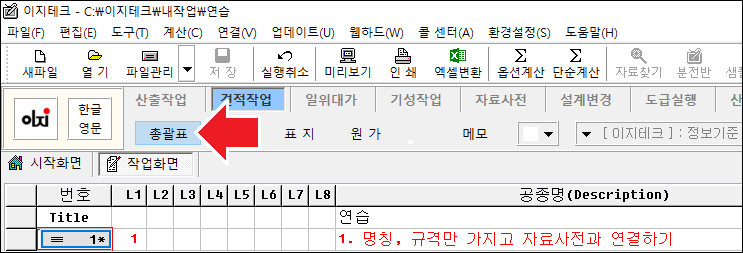 이지테크 - C:\이지테크\내작업\연습
파일(F) 편집(E) 도구(T) 계산(C) 연결(V) 업데이트(U) 웹하드(W) 콜 센터(A) 환경설정(S) 도움말(H)
새파일 열 기 파일관리 저 장 실행취소 미리보기 인 쇄 엑셀변환 옵션계산 단순계산 자료찾기 분전반
이지 한글 산출작업 견적작업 일위대가 기성작업 자료사전 설계변경 도급실행
영문 총괄표 표 지 원 가 메모 [ 이지테크 ] : 정보기준
시작화면 작업화면
번호 L1 L2 L3 L4 L5 L6 L7 L8 공종명(Description)
Title 연습
1* 1 1. 명칭, 규격만 가지고 자료사전과 연결하기